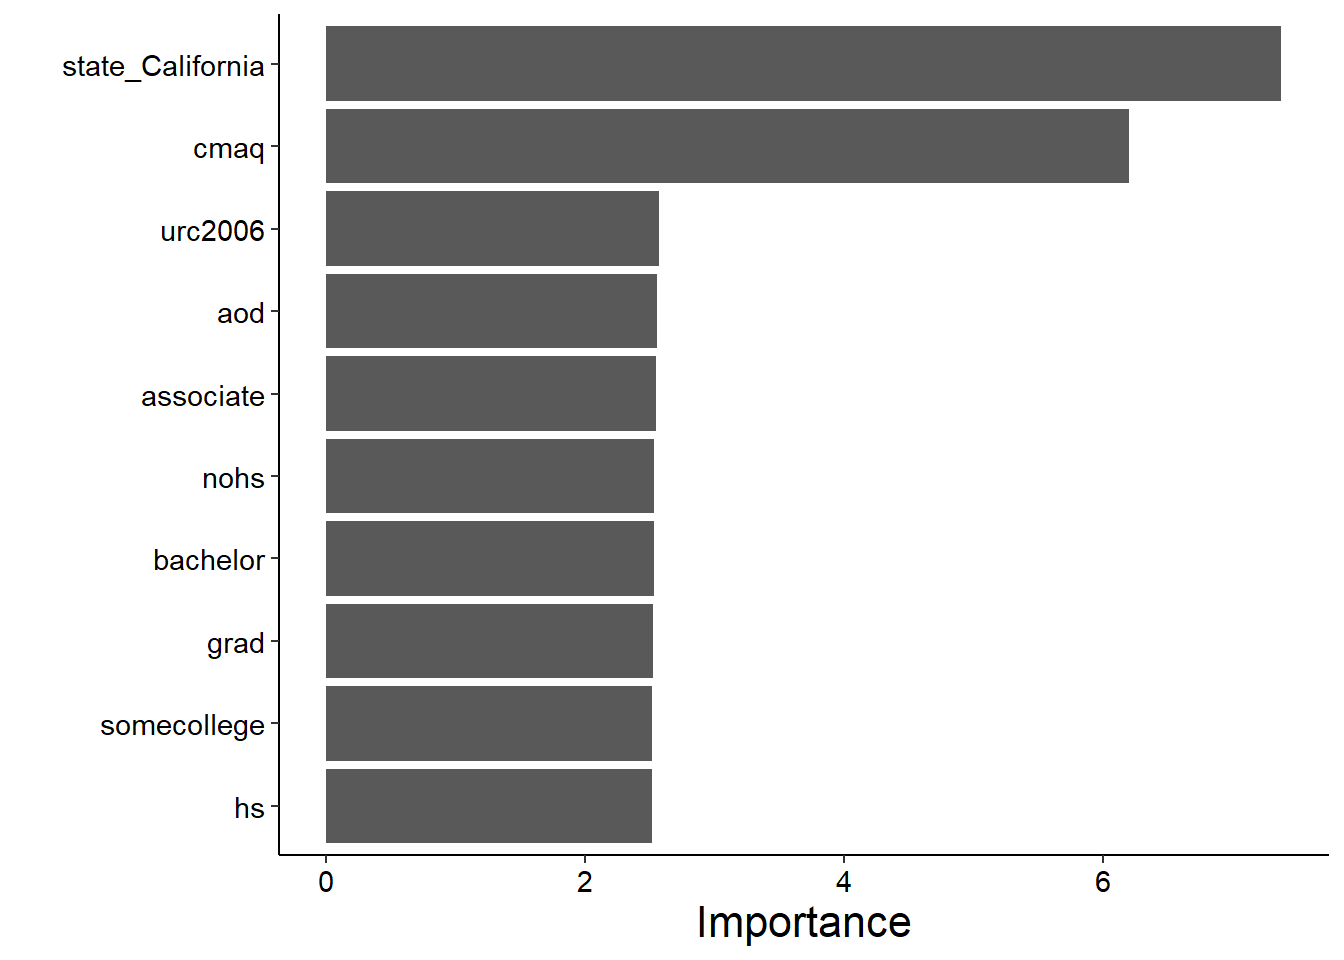 state_California
cmaq
urc2006
aod
associate
nohs
bachelor
grad
somecollege
hs
0 2 4 6
Importance